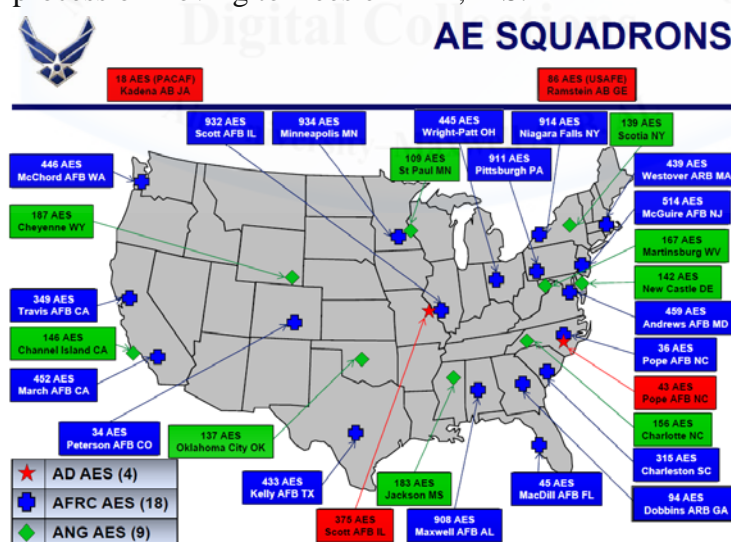 AE SQUADRONS
18 AES (PACAF)
Kadena AB JA
86 AES (USAFE)
Ramstein AB GE
932 AES
Scott AFB IL
934 AES
Minneapolis MN
445 AES
Wright-Patt OH
914 AES
Niagara Falls NY
139 AES
Scotia NY
109 AES
St Paul MN
911 AES
Pittsburgh PA
446 AES
McChord AFB WA
439 AES
Westover ARB MA
514 AES
McGuire AFB NJ
187 AES
Cheyenne WY
167 AES
Martinsburg WV
142 AES
New Castle DE
349 AES
Travis AFB CA
459 AES
Andrews AFB MD
146 AES
Channel Island CA
36 AES
Pope AFB NC
452 AES
March AFB CA
43 AES
Pope AFB NC
34 AES
Peterson AFB CO
137 AES
Oklahoma City OK
156 AES
Charlotte NC
315 AES
Charleston SC
433 AES
Kelly AFB TX
183 AES
Jackson MS
45 AES
MacDill AFB FL
94 AES
Dobbins ARB GA
375 AES
Scott AFB IL
908 AES
Maxwell AFB AL
AD AES (4)
AFRC AES (18)
ANG AES (9)